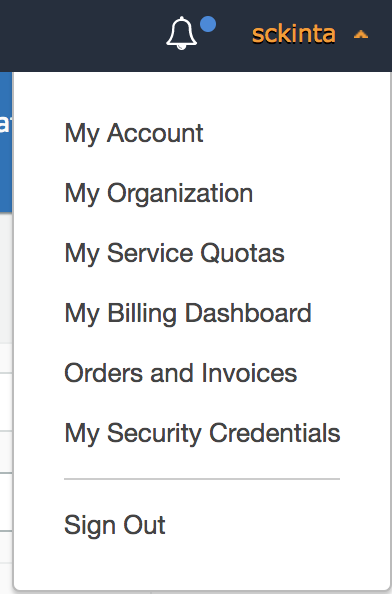 sckinta
My Account
My Organization
My Service Quotas
My Billing Dashboard
Orders and Invoices
My Security Credentials
Sign Out